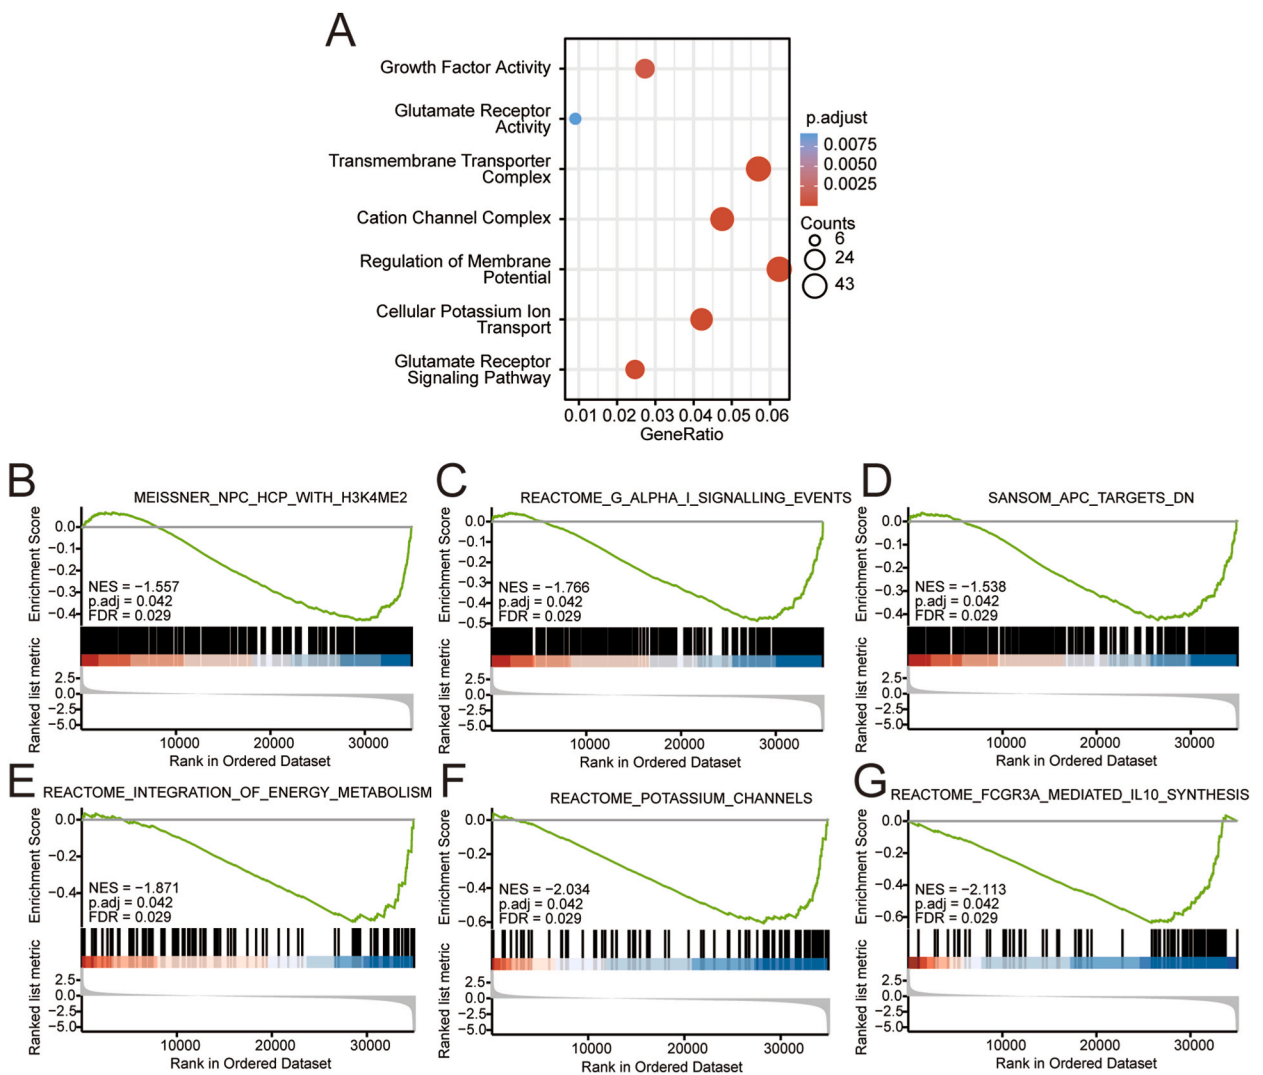 A
Growth Factor Activity
Glutamate Receptor
Activity
Transmembrane Transporter
Complex
Cation Channel Complex
Regulation of Membrane
Potential
Cellular Potassium Ion
Transport
Glutamate Receptor
Signaling Pathway
0.01 0.02 0.03 0.04 0.05 0.06
GeneRatio
p.adjust
0.0075
0.0050
0.0025
Counts
6
24
43
B
MEISSNER_NPC_HCP_WITH_H3K4ME2
Enrichment Score
0.0
−0.1
−0.2
−0.3
−0.4
NES = −1.557
p.adj = 0.042
FDR = 0.029
Ranked list metric
2.5
0.0
−2.5
−5.0
10000 20000 30000
Rank in Ordered Dataset
C
REACTOME_G_ALPHA_I_SIGNALLING_EVENTS
Enrichment Score
0.0
−0.1
−0.2
−0.3
−0.4
−0.5
NES = −1.766
p.adj = 0.042
FDR = 0.029
Ranked list metric
2.5
0.0
−2.5
−5.0
10000 20000 30000
Rank in Ordered Dataset
D
SANSOM_APC_TARGETS_DN
Enrichment Score
0.0
−0.1
−0.2
−0.3
−0.4
NES = −1.538
p.adj = 0.042
FDR = 0.029
Ranked list metric
2.5
0.0
−2.5
−5.0
10000 20000 30000
Rank in Ordered Dataset
E
REACTOME_INTEGRATION_OF_ENERGY_METABOLISM
Enrichment Score
0.0
−0.2
−0.4
NES = −1.871
p.adj = 0.042
FDR = 0.029
Ranked list metric
2.5
0.0
−2.5
−5.0
10000 20000 30000
Rank in Ordered Dataset
F
REACTOME_POTASSIUM_CHANNELS
Enrichment Score
0.0
−0.2
−0.4
−0.6
NES = −2.034
p.adj = 0.042
FDR = 0.029
Ranked list metric
2.5
0.0
−2.5
−5.0
10000 20000 30000
Rank in Ordered Dataset
G
REACTOME_FCGR3A_MEDIATED_IL10_SYNTHESIS
Enrichment Score
0.0
−0.2
−0.4
−0.6
NES = −2.113
p.adj = 0.042
FDR = 0.029
Ranked list metric
2.5
0.0
−2.5
−5.0
10000 20000 30000
Rank in Ordered Dataset